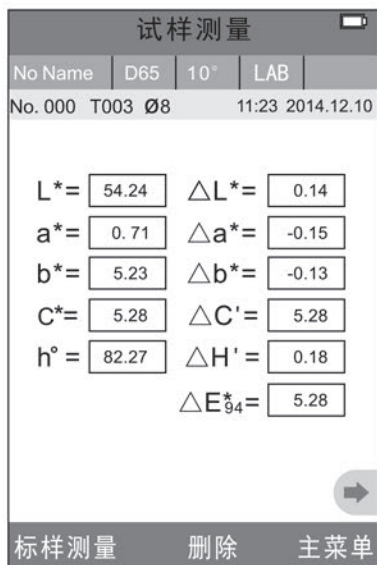 试样测量
No Name D65 10° LAB
No. 000 T003 Ø8 11:23 2014.12.10
L*= 54.24 △L*= 0.14
a*= 0. 71 △a*= -0.15
b*= 5.23 △b*= -0.13
C*= 5.28 △C'= 5.28
h°= 82.27 △H'= 0.18
△E*94= 5.28
标样测量 删除 主菜单